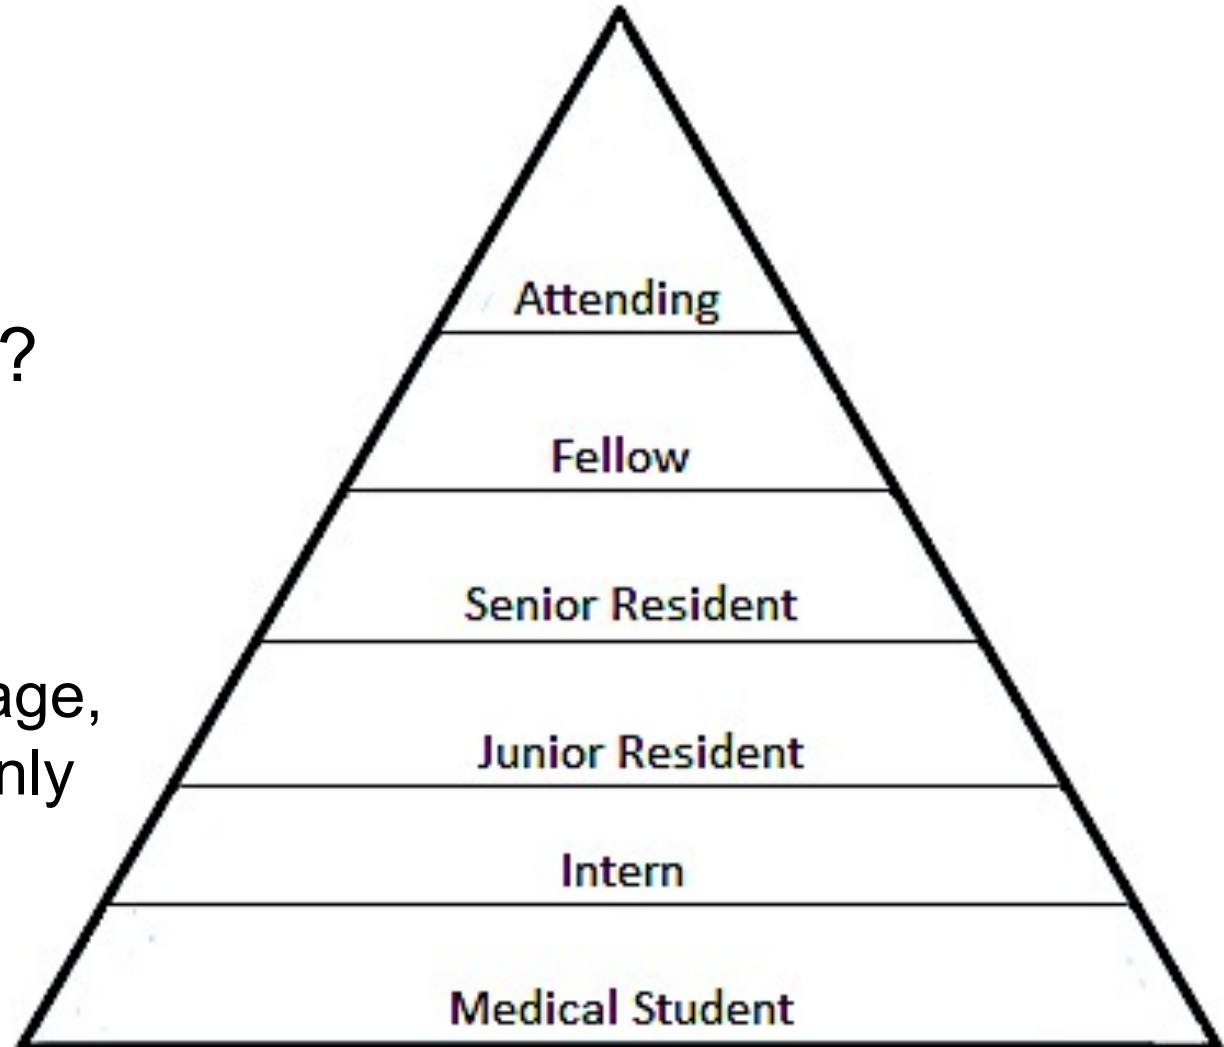 Attending
?
Fellow
Senior Resident
age,
Junior Resident
nly
Intern
Medical Student